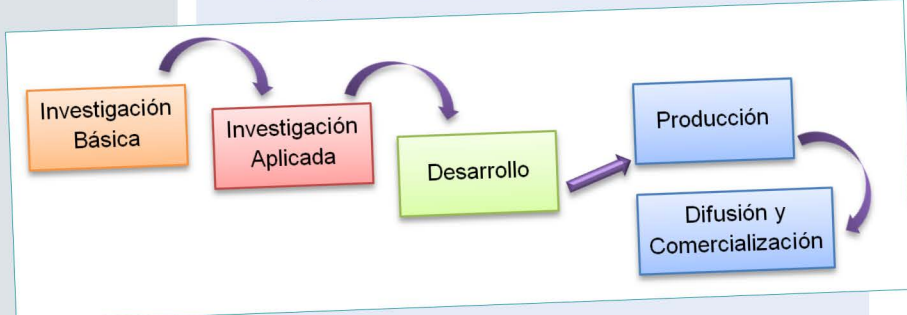 Investigación
Básica
Investigación
Aplicada
Desarrollo
Producción
Difusión y
Comercialización